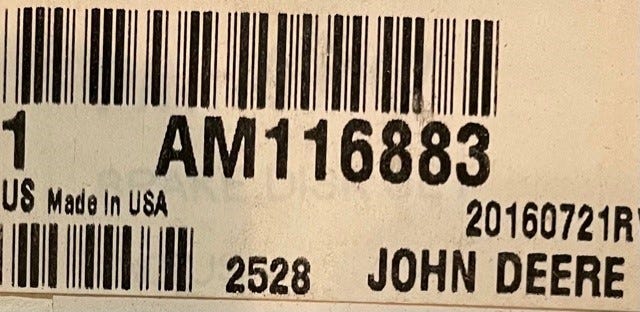 1 AM116883
US Made In USA
20160721R
2528 JOHN DEERE